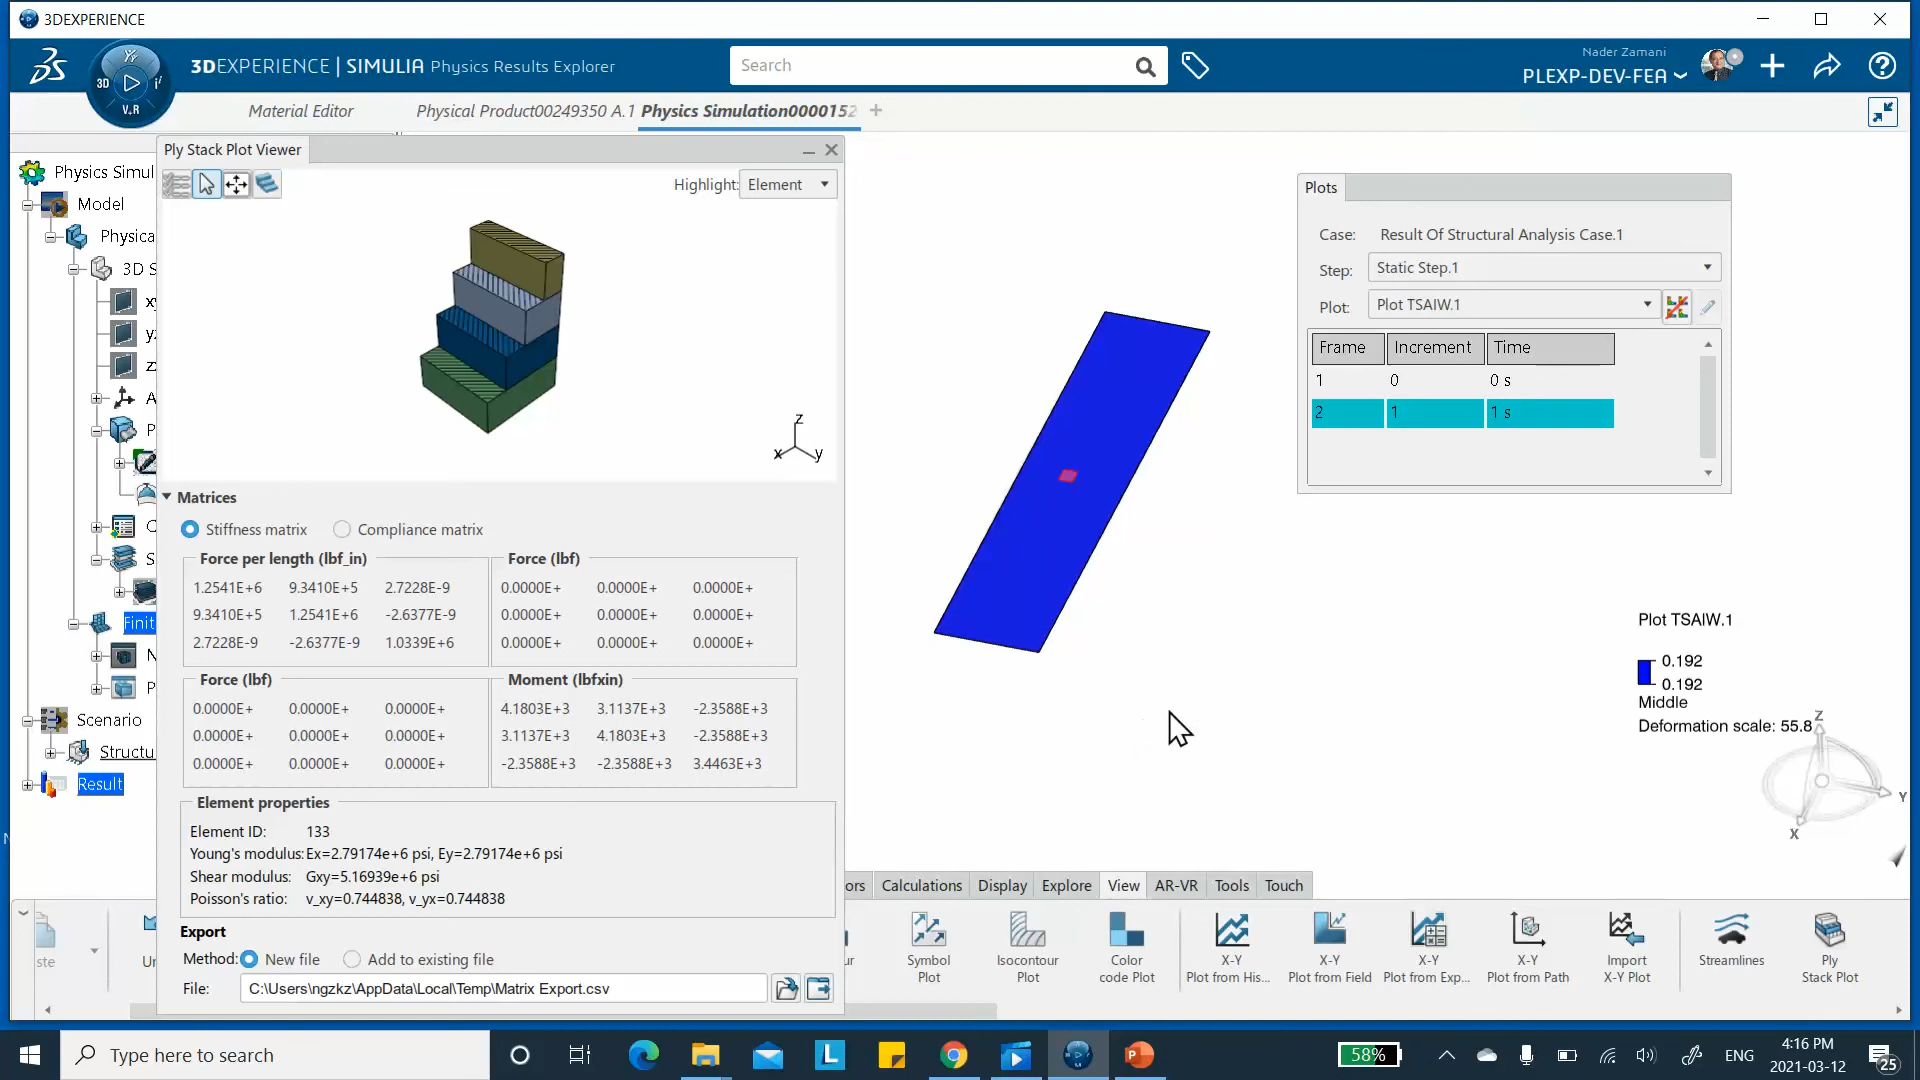 3DEXPERIENCE
3DEXPERIENCE | SIMULIA Physics Results Explorer
Search
Nader Zamani
PLEXP-DEV-FEA
3D
V.R
Material Editor
Physical Product00249350 A.1
Physics Simulation0000152
Ply Stack Plot Viewer
Highlight: Element
Physics Simul
Model
Physica
3D S
Finit
Scenario
Structu
Result
z
x
y
Matrices
Stiffness matrix
Compliance matrix
Force per length (lbf_in)
1.2541E+6 9.3410E+5 2.7228E-9
9.3410E+5 1.2541E+6 -2.6377E-9
2.7228E-9 -2.6377E-9 1.0339E+6
Force (lbf)
0.0000E+ 0.0000E+ 0.0000E+
0.0000E+ 0.0000E+ 0.0000E+
0.0000E+ 0.0000E+ 0.0000E+
Force (lbf)
0.0000E+ 0.0000E+ 0.0000E+
0.0000E+ 0.0000E+ 0.0000E+
0.0000E+ 0.0000E+ 0.0000E+
Moment (lbfxin)
4.1803E+3 3.1137E+3 -2.3588E+3
3.1137E+3 4.1803E+3 -2.3588E+3
-2.3588E+3 -2.3588E+3 3.4463E+3
Element properties
Element ID: 133
Young's modulus: Ex=2.79174e+6 psi, Ey=2.79174e+6 psi
Shear modulus: Gxy=5.16939e+6 psi
Poisson's ratio: v_xy=0.744838, v_yx=0.744838
Export
Method: New file Add to existing file
File: C:\Users\ngzkz\AppData\Local\Temp\Matrix Export.csv
Plots
Case: Result Of Structural Analysis Case.1
Step: Static Step.1
Plot: Plot TSAIW.1
Frame Increment Time
1 0 0 s
2 1 1 s
Plot TSAIW.1
0.192
0.192
Middle
Deformation scale: 55.8
Z
Y
X
ors Calculations Display Explore View AR-VR Tools Touch
ste
Symbol Plot
Isocontour Plot
Color code Plot
X-Y Plot from His...
X-Y Plot from Field
X-Y Plot from Exp...
X-Y Plot from Path
Import X-Y Plot
Streamlines
Ply Stack Plot
Type here to search
58%
ENG
4:16 PM
2021-03-12
25